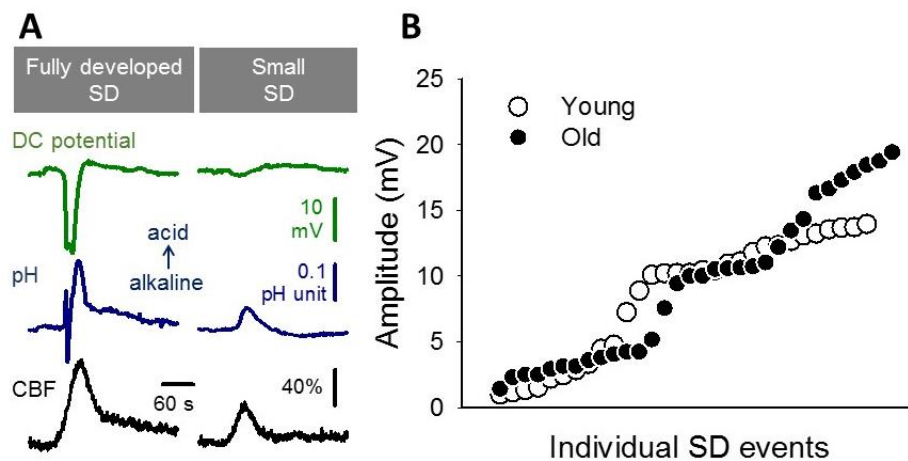 A
Fully developed
SD
Small
SD
DC potential
10
mV
acid
pH
alkaline
0.1
pH unit
CBF
60 s
40%
B
25
20
15
10
5
0
Amplitude (mV)
Young
Old
Individual SD events